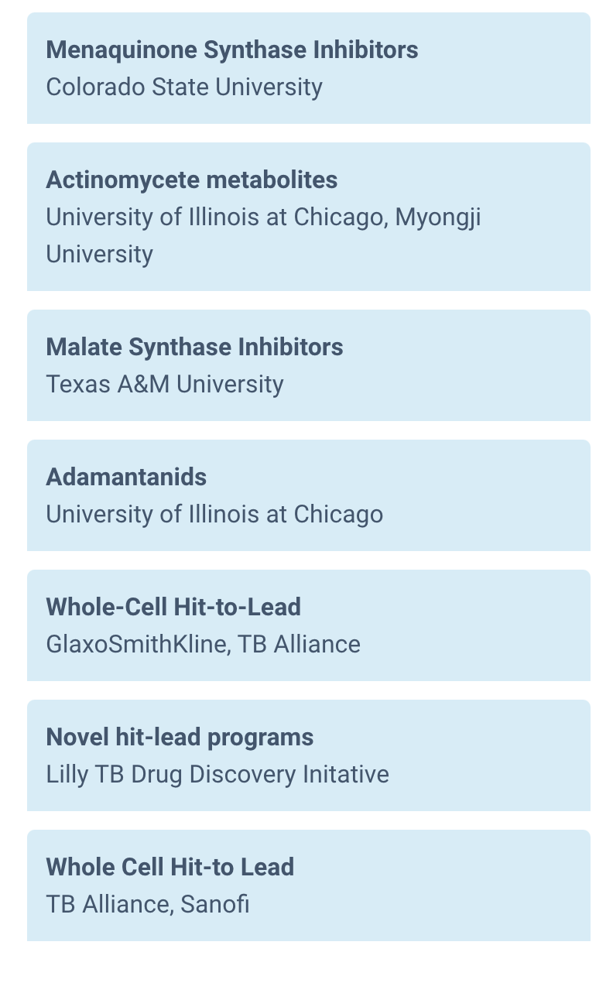 Menaquinone Synthase Inhibitors
Colorado State University
Actinomycete metabolites
University of Illinois at Chicago, Myongji
University
Malate Synthase Inhibitors
Texas A&M University
Adamantanids
University of Illinois at Chicago
Whole-Cell Hit-to-Lead
GlaxoSmithKline, TB Alliance
Novel hit-lead programs
Lilly TB Drug Discovery Initative
Whole Cell Hit-to Lead
TB Alliance, Sanofi